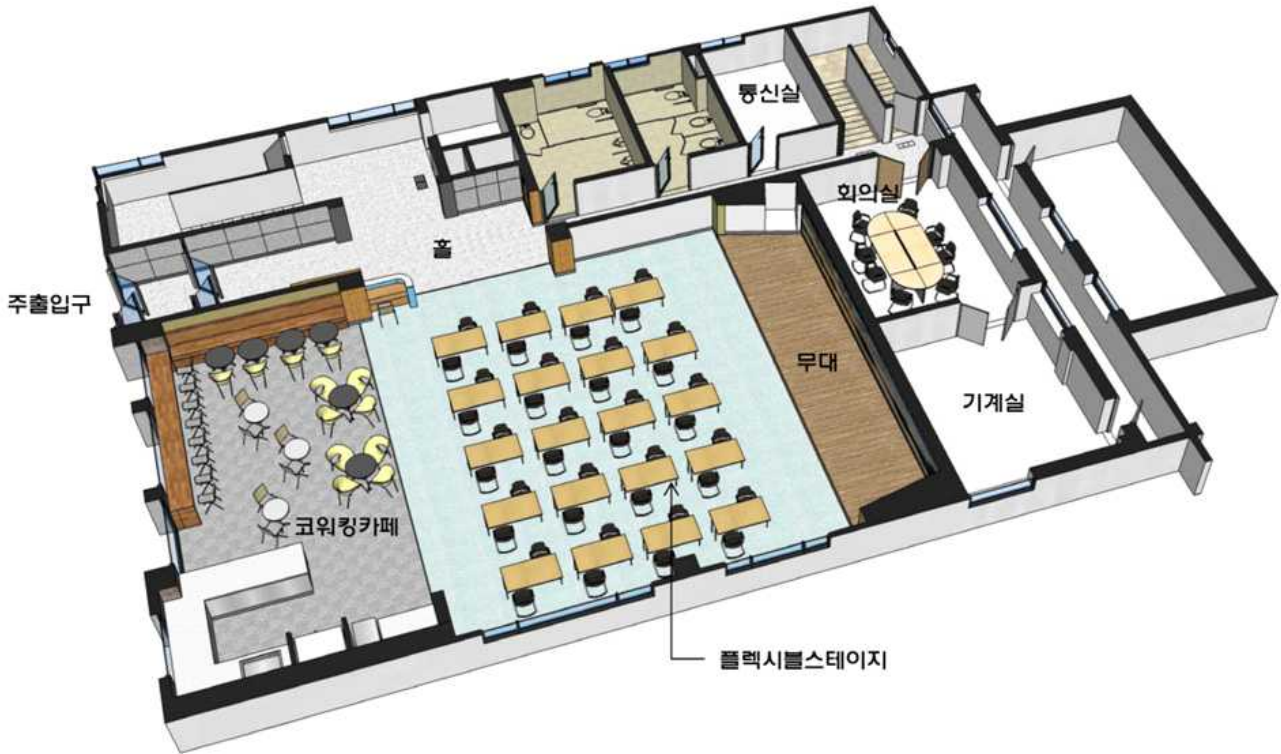 통신실
회의실
홀
주출입구
무대
기계실
코워킹카페
플렉시블스테이지